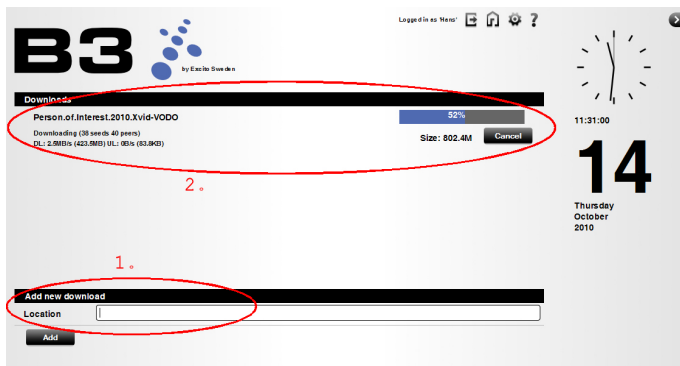 B3
by Excito Sweden
Logged in as 'Hans'
?
Downloads
Person.of.Interest.2010.Xvid-VODO
52%
Downloading (38 seeds 40 peers)
Size: 802.4M
Cancel
DL: 2.5MB/s (423.5MB) UL: 0B/s (83.8KB)
2。
11:31:00
14
Thursday
October
2010
1。
Add new download
Location
Add